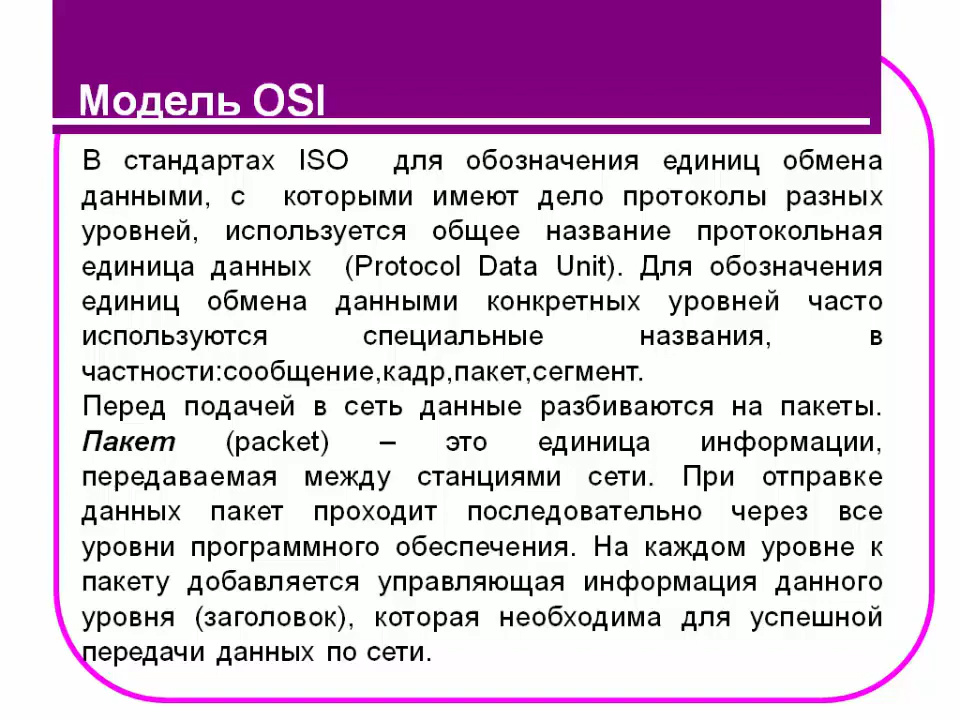 Модель OSI
В стандартах ISO для обозначения единиц обмена
данными, с которыми имеют дело протоколы разных
уровней, используется общее название протокольная
единица данных (Protocol Data Unit). Для обозначения
единиц обмена данными конкретных уровней часто
используются специальные названия, в
частности:сообщение,кадр,пакет,сегмент.
Перед подачей в сеть данные разбиваются на пакеты.
Пакет (packet) – это единица информации,
передаваемая между станциями сети. При отправке
данных пакет проходит последовательно через все
уровни программного обеспечения. На каждом уровне к
пакету добавляется управляющая информация данного
уровня (заголовок), которая необходима для успешной
передачи данных по сети.